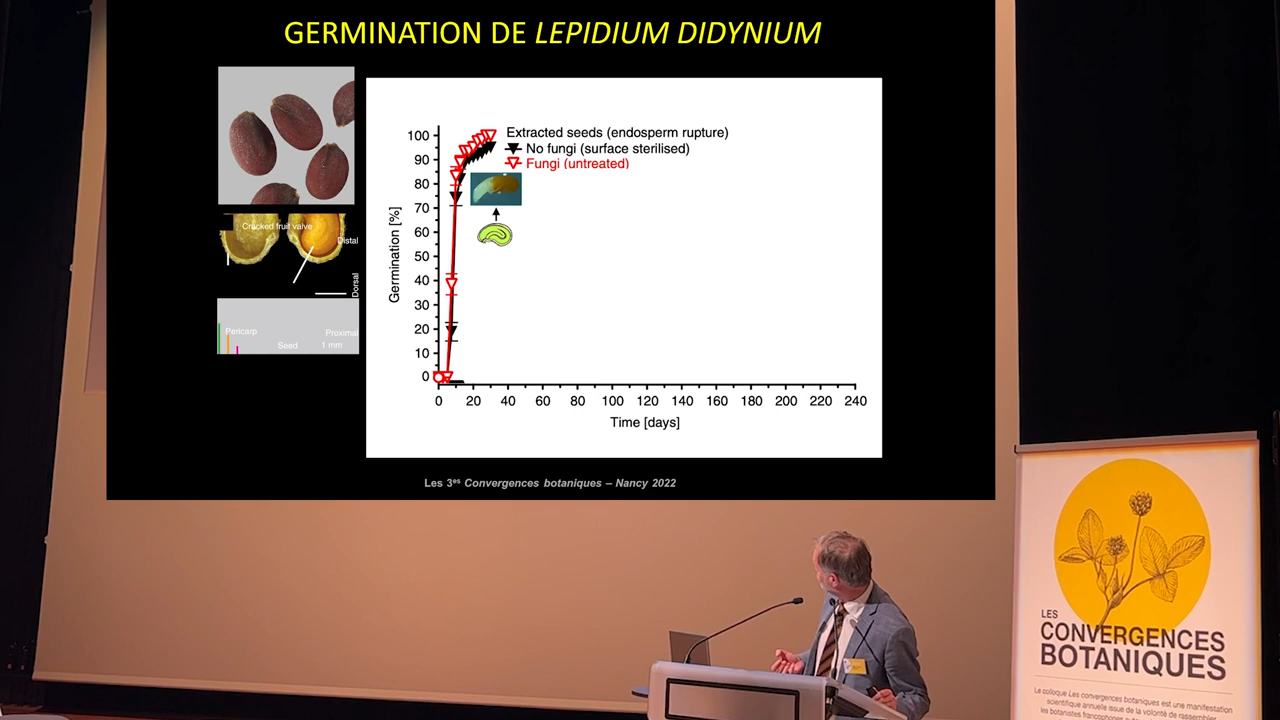 GERMINATION DE LEPIDIUM DIDYNIUM
Cracked fruit valve
Distal
Dorsal
Pericarp
Proximal
Seed
1 mm
Extracted seeds (endosperm rupture)
No fungi (surface sterilised)
Fungi (untreated)
Germination [%]
100
90
80
70
60
50
40
30
20
10
0
0 20 40 60 80 100 120 140 160 180 200 220 240
Time [days]
Les 3es Convergences botaniques – Nancy 2022
LES
CONVERGENCES
BOTANIQUES
Le colloque Les convergences botaniques est une manifestation
scientifique annuelle issue de la volonté de rassembler
les botanistes francophones